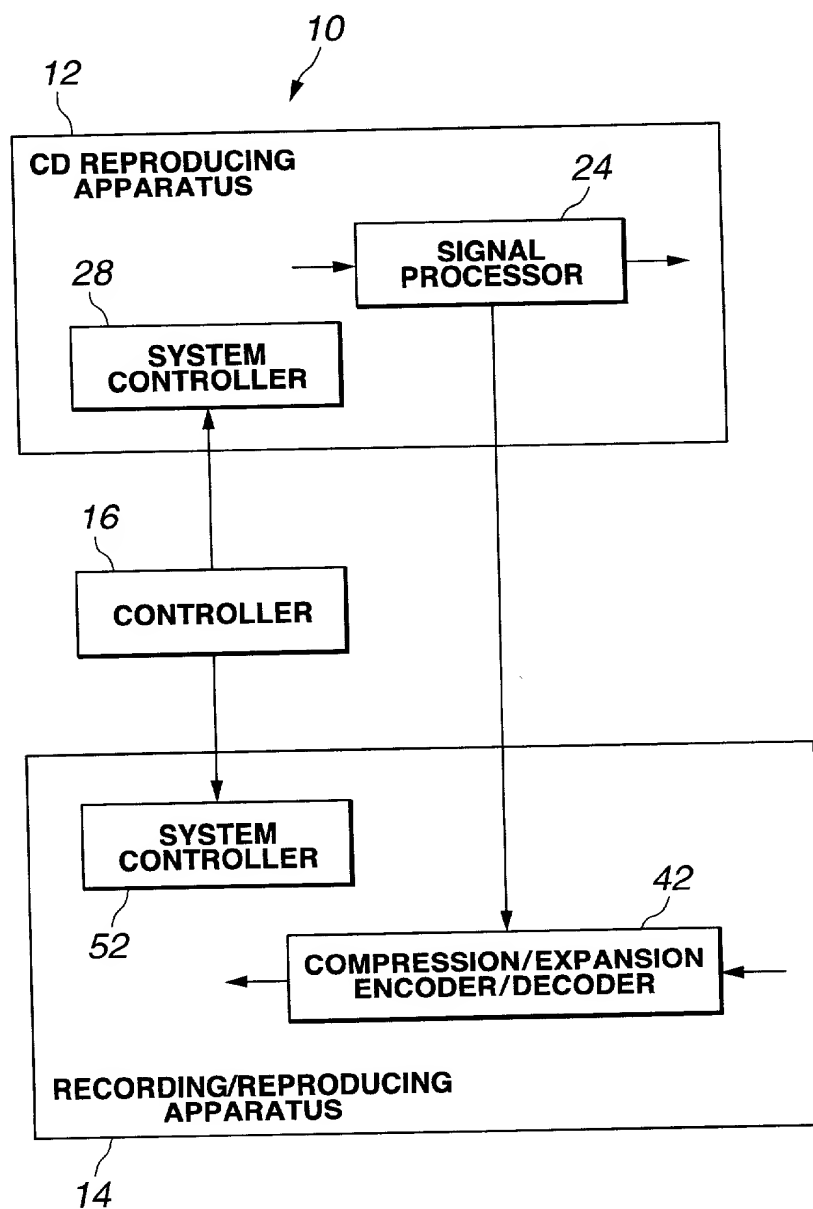 10
12
CD REPRODUCING
APPARATUS
24
SIGNAL
PROCESSOR
28
SYSTEM
CONTROLLER
16
CONTROLLER
SYSTEM
CONTROLLER
52
42
COMPRESSION/EXPANSION
ENCODER/DECODER
RECORDING/REPRODUCING
APPARATUS
14